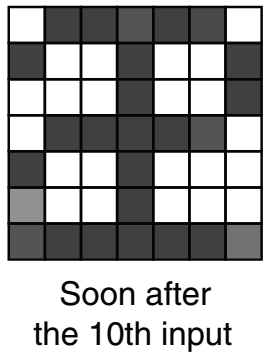 Soon after
the 10th input